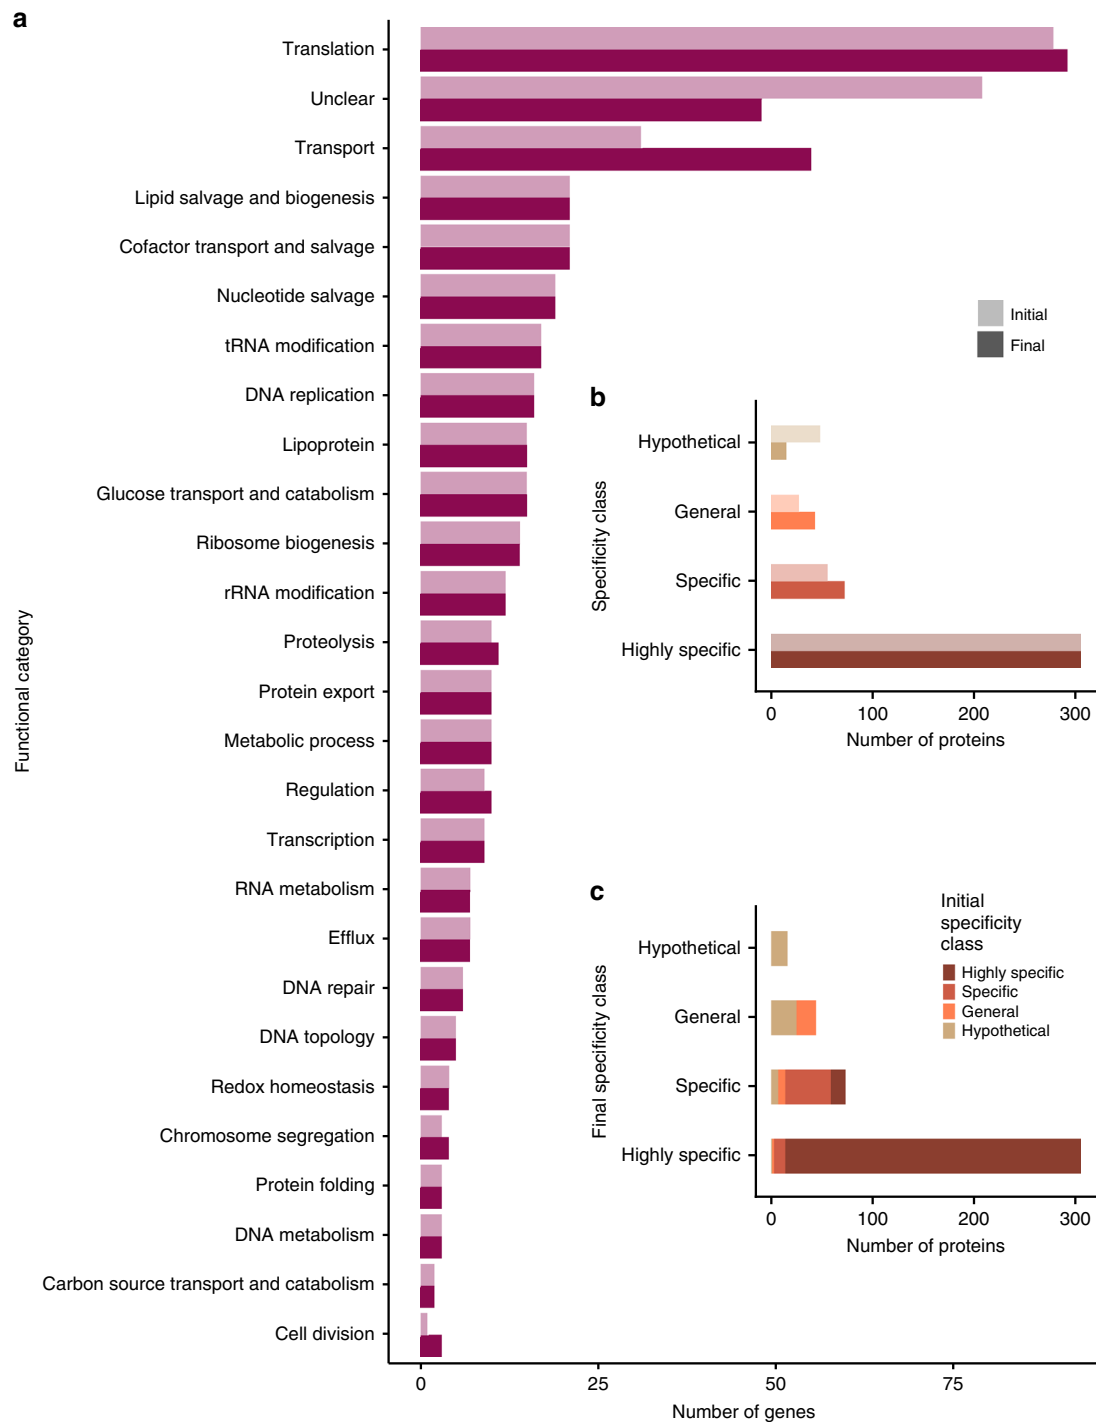 a
Functional category
Translation
Unclear
Transport
Lipid salvage and biogenesis
Cofactor transport and salvage
Nucleotide salvage
tRNA modification
DNA replication
Lipoprotein
Glucose transport and catabolism
Ribosome biogenesis
rRNA modification
Proteolysis
Protein export
Metabolic process
Regulation
Transcription
RNA metabolism
Efflux
DNA repair
DNA topology
Redox homeostasis
Chromosome segregation
Protein folding
DNA metabolism
Carbon source transport and catabolism
Cell division
0 25 50 75
Number of genes
Initial
Final
b
Specificity class
Hypothetical
General
Specific
Highly specific
0 100 200 300
Number of proteins
c
Final specificity class
Hypothetical
General
Specific
Highly specific
0 100 200 300
Number of proteins
Initial
specificity
class
Highly specific
Specific
General
Hypothetical